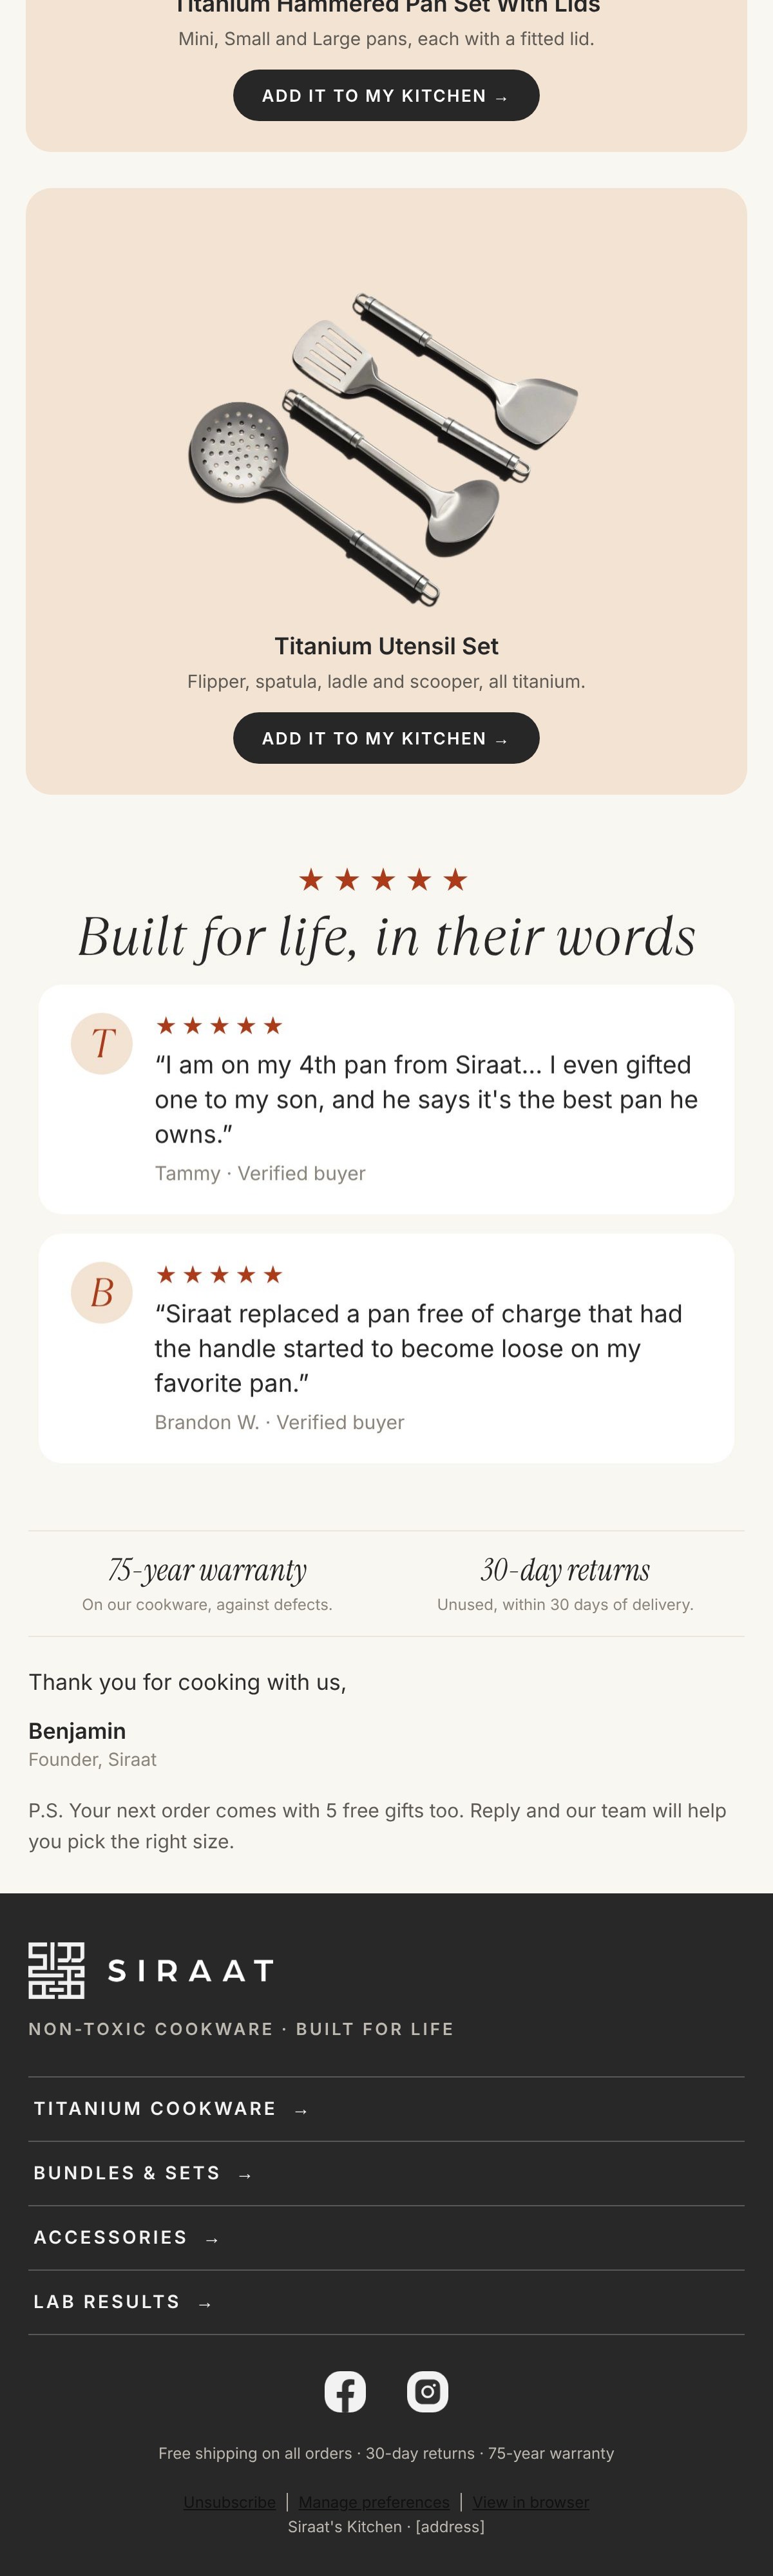 Titanium Hammered Pan Set With Lids
Mini, Small and Large pans, each with a fitted lid.
ADD IT TO MY KITCHEN →
Titanium Utensil Set
Flipper, spatula, ladle and scooper, all titanium.
ADD IT TO MY KITCHEN →
★ ★ ★ ★ ★
Built for life, in their words
T
★ ★ ★ ★ ★
“I am on my 4th pan from Siraat... I even gifted
one to my son, and he says it's the best pan he
owns.”
Tammy · Verified buyer
B
★ ★ ★ ★ ★
“Siraat replaced a pan free of charge that had
the handle started to become loose on my
favorite pan.”
Brandon W. · Verified buyer
75-year warranty
On our cookware, against defects.
30-day returns
Unused, within 30 days of delivery.
Thank you for cooking with us,
Benjamin
Founder, Siraat
P.S. Your next order comes with 5 free gifts too. Reply and our team will help
you pick the right size.
SIRAAT
NON-TOXIC COOKWARE · BUILT FOR LIFE
TITANIUM COOKWARE →
BUNDLES & SETS →
ACCESSORIES →
LAB RESULTS →
Free shipping on all orders · 30-day returns · 75-year warranty
Unsubscribe | Manage preferences | View in browser
Siraat's Kitchen · [address]